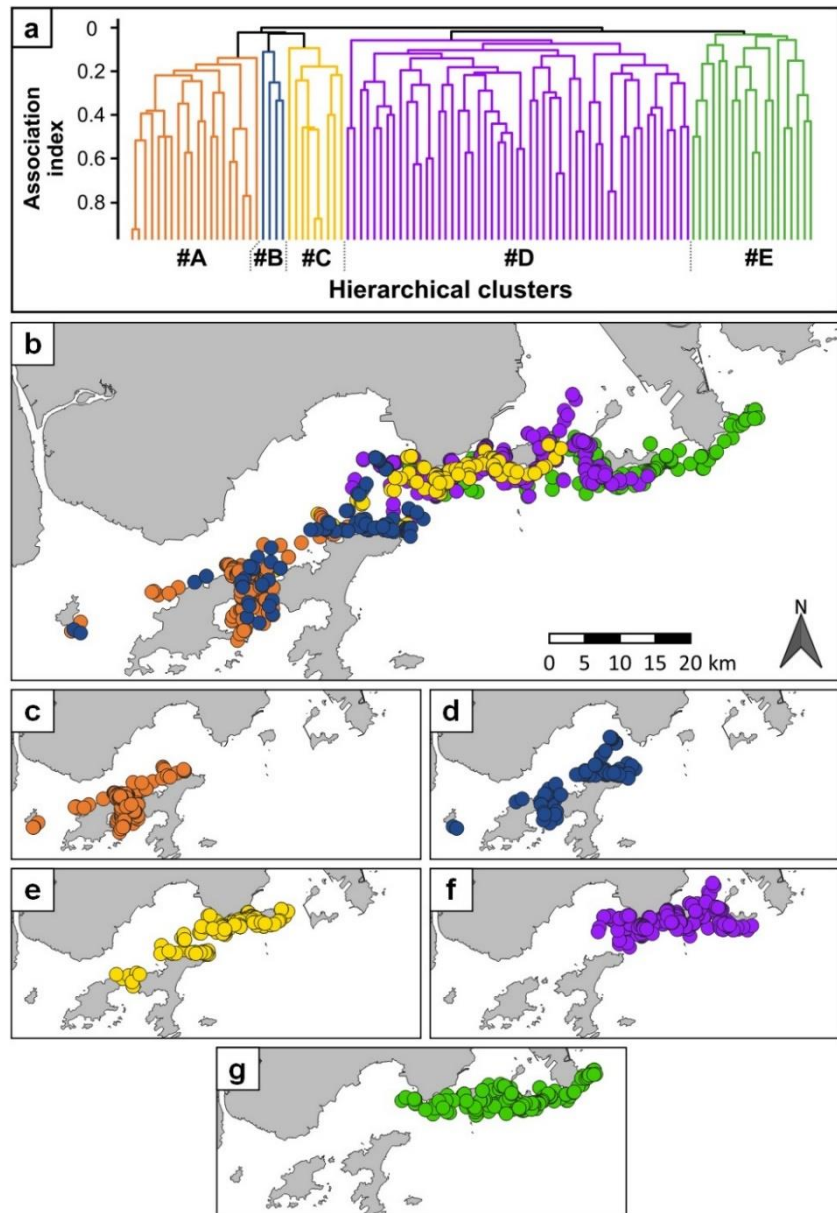 a
0
0.2
0.4
0.6
0.8
Association
index
#A #B #C #D #E
Hierarchical clusters
b
N
0 5 10 15 20 km
c
d
e
f
g